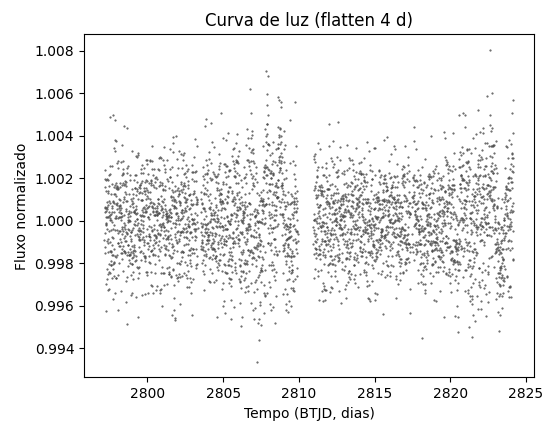 Curva de luz (flatten 4 d)
1.008
1.006
1.004
1.002
1.000
0.998
0.996
0.994
Fluxo normalizado
2800 2805 2810 2815 2820 2825
Tempo (BTJD, dias)